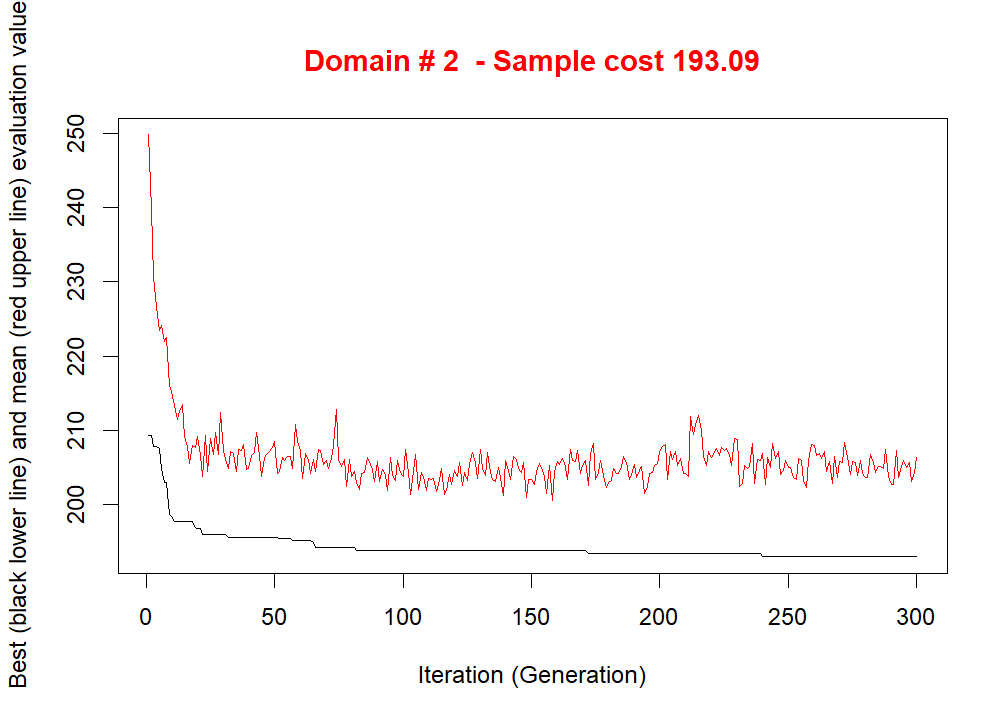 Domain # 2  - Sample cost 193.09
Best (black lower line) and mean (red upper line) evaluation value
250
240
230
220
210
200
0 50 100 150 200 250 300
Iteration (Generation)